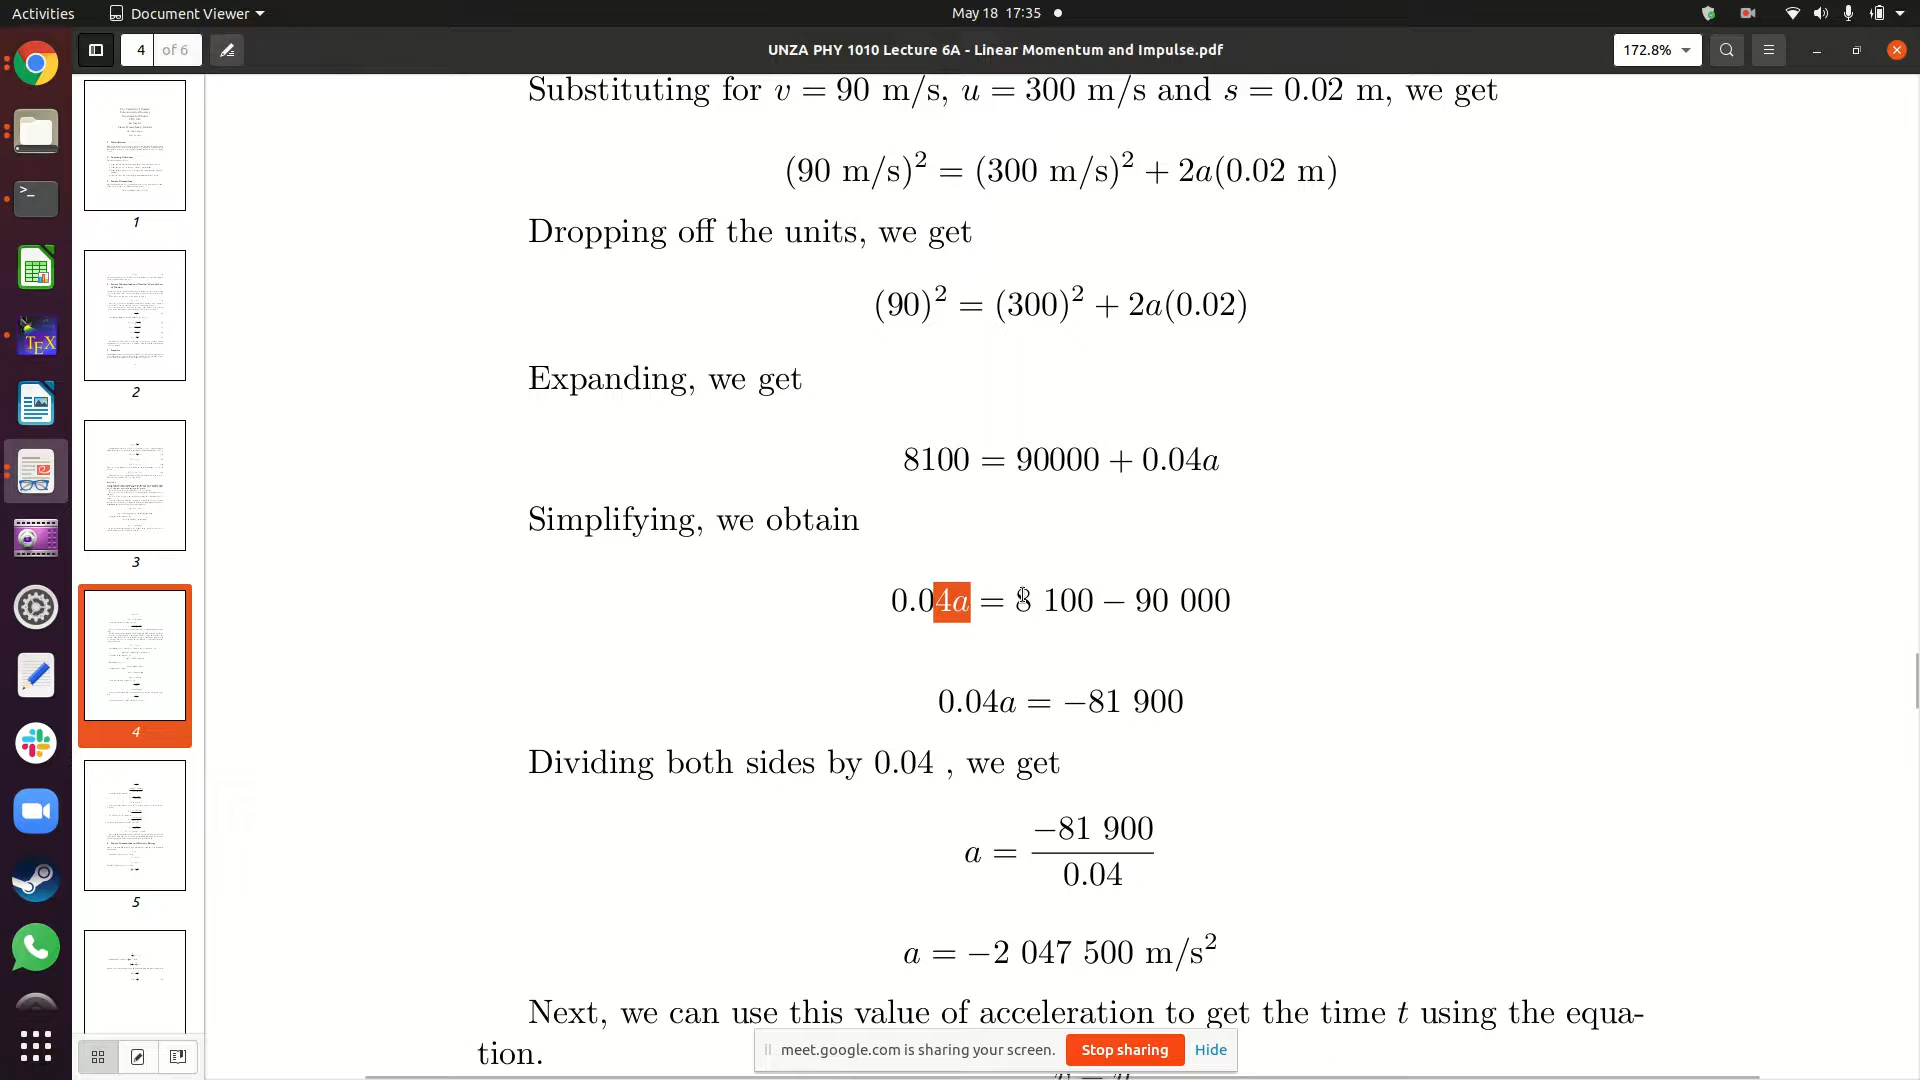 Activities
Document Viewer
May 18 17:35
4 of 6
UNZA PHY 1010 Lecture 6A - Linear Momentum and Impulse.pdf
172.8%
1
2
3
4
5
Substituting for v = 90 m/s, u = 300 m/s and s = 0.02 m, we get
(90 m/s)² = (300 m/s)² + 2a(0.02 m)
Dropping off the units, we get
(90)² = (300)² + 2a(0.02)
Expanding, we get
8100 = 90000 + 0.04a
Simplifying, we obtain
0.04a = 8 100 − 90 000
0.04a = −81 900
Dividing both sides by 0.04 , we get
a = −81 900 / 0.04
a = −2 047 500 m/s²
Next, we can use this value of acceleration to get the time t using the equa-
tion.
meet.google.com is sharing your screen.
Stop sharing
Hide
TEX